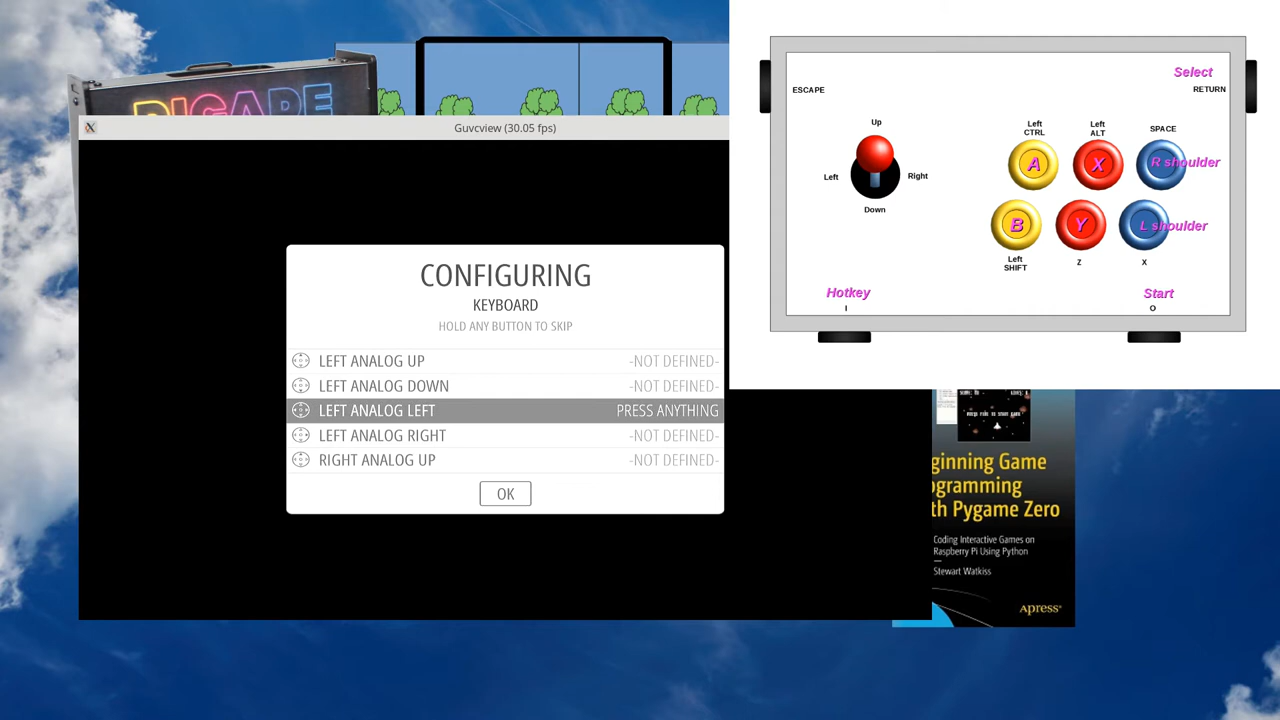 PICADE
Guvcview (30.05 fps)
CONFIGURING
KEYBOARD
HOLD ANY BUTTON TO SKIP
LEFT ANALOG UP -NOT DEFINED-
LEFT ANALOG DOWN -NOT DEFINED-
LEFT ANALOG LEFT PRESS ANYTHING
LEFT ANALOG RIGHT -NOT DEFINED-
RIGHT ANALOG UP -NOT DEFINED-
OK
Select
ESCAPE
RETURN
Up
Left
Right
Down
Left
CTRL
Left
ALT
SPACE
A
X
R shoulder
B
Y
L shoulder
Left
SHIFT
Z
X
Hotkey
Start
I
O
ginning Game
ogramming
th Pygame Zero
Coding Interactive Games on
Raspberry Pi Using Python
Stewart Watkiss
Apress®